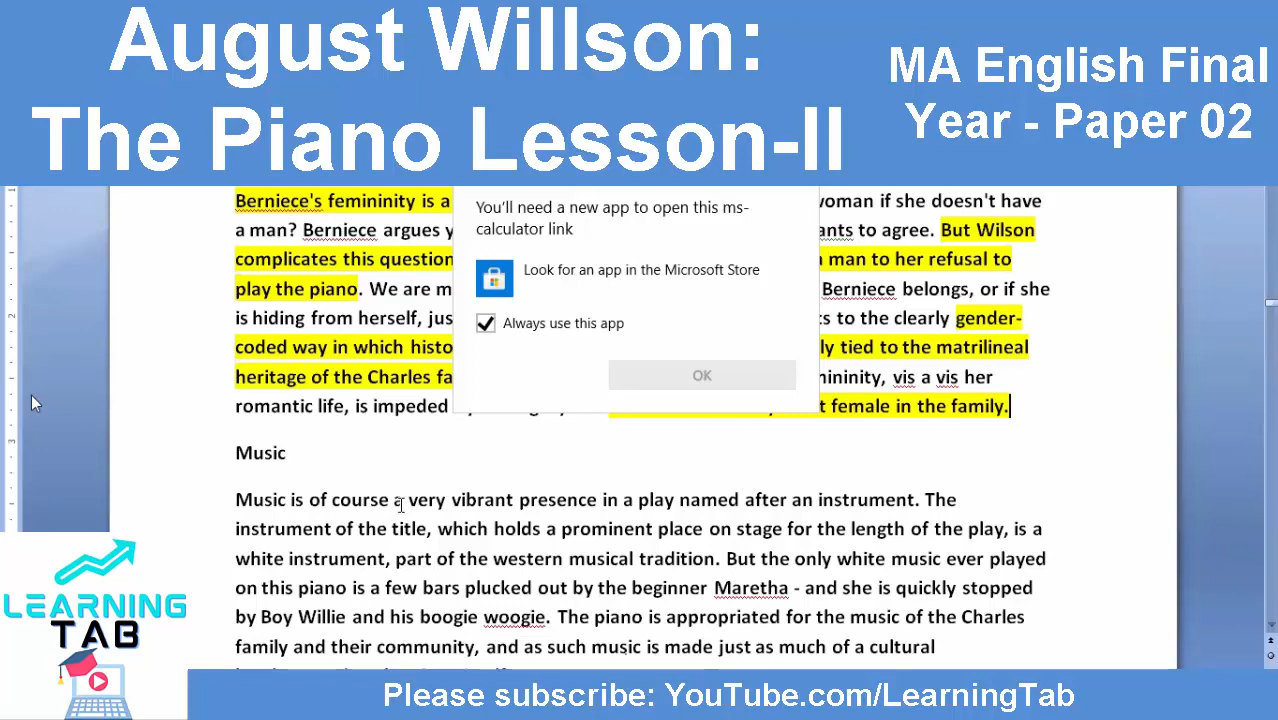 August Willson:
The Piano Lesson-II
MA English Final
Year - Paper 02
Berniece's femininity is a woman if she doesn't have
a man? Berniece argues y ants to agree. But Wilson
complicates this question a man to her refusal to
play the piano. We are m Berniece belongs, or if she
is hiding from herself, jus ts to the clearly gender-
coded way in which histo ly tied to the matrilineal
heritage of the Charles fa mininity, vis a vis her
romantic life, is impeded t female in the family.
You'll need a new app to open this ms-
calculator link
Look for an app in the Microsoft Store
Always use this app
OK
Music
Music is of course a very vibrant presence in a play named after an instrument. The
instrument of the title, which holds a prominent place on stage for the length of the play, is a
white instrument, part of the western musical tradition. But the only white music ever played
on this piano is a few bars plucked out by the beginner Maretha - and she is quickly stopped
by Boy Willie and his boogie woogie. The piano is appropriated for the music of the Charles
family and their community, and as such music is made just as much of a cultural
LEARNING
TAB
Please subscribe: YouTube.com/LearningTab